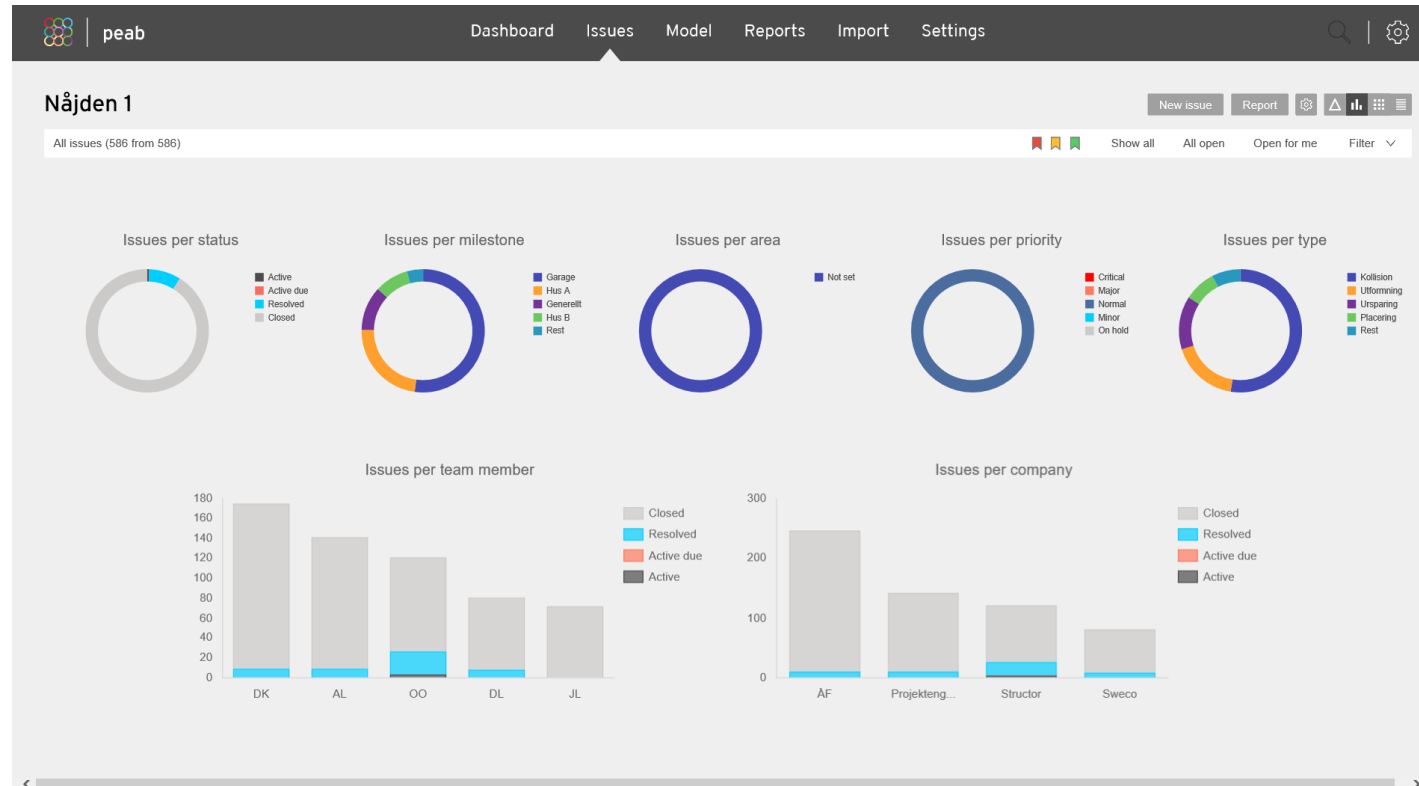 peab
Dashboard Issues Model Reports Import Settings
Nåjden 1
New issue Report
All issues (586 from 586)
Show all All open Open for me Filter
Issues per status
Active
Active due
Resolved
Closed
Issues per milestone
Garage
Hus A
Generellt
Hus B
Rest
Issues per area
Not set
Issues per priority
Critical
Major
Normal
Minor
On hold
Issues per type
Kollision
Utformning
Ursparing
Placering
Rest
Issues per team member
180
160
140
120
100
80
60
40
20
0
DK AL OO DL JL
Closed
Resolved
Active due
Active
Issues per company
300
200
100
0
ÅF Projekteng... Structor Sweco
Closed
Resolved
Active due
Active